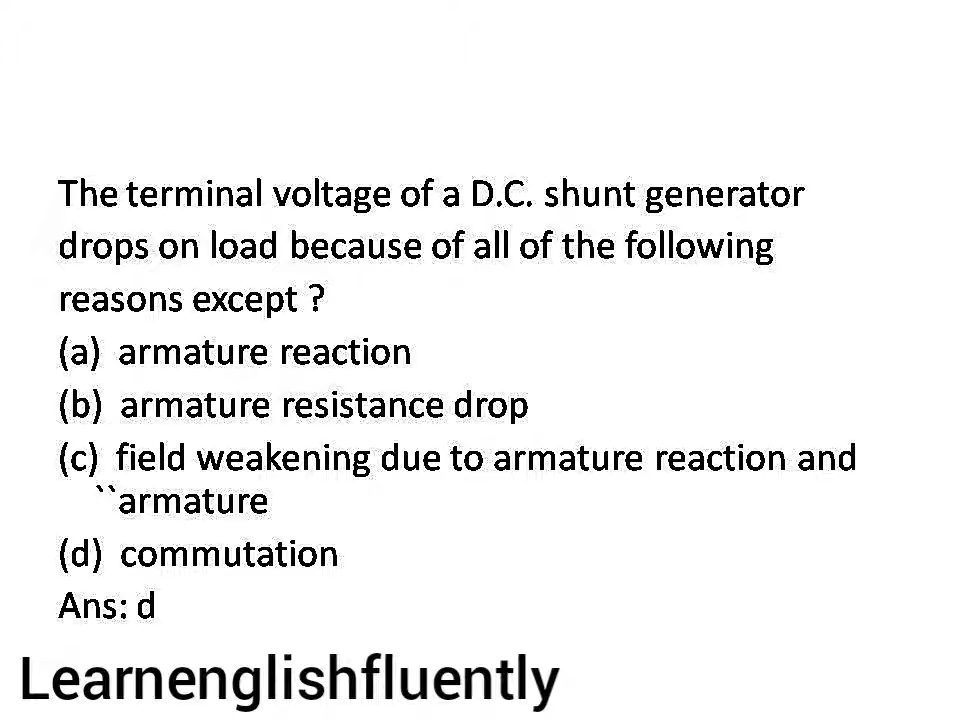 The terminal voltage of a D.C. shunt generator
drops on load because of all of the following
reasons except ?
(a) armature reaction
(b) armature resistance drop
(c) field weakening due to armature reaction and
``armature
(d) commutation
Ans: d
Learnenglishfluently